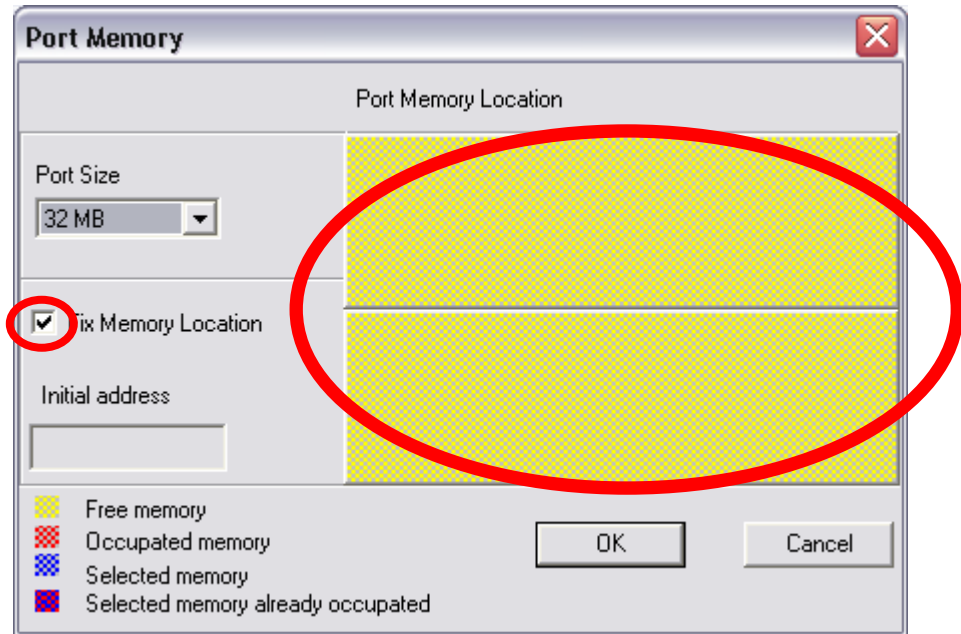 Port Memory
Port Memory Location
Port Size
32 MB
Fix Memory Location
Initial address
Free memory
Occupated memory
Selected memory
Selected memory already occupated
OK
Cancel